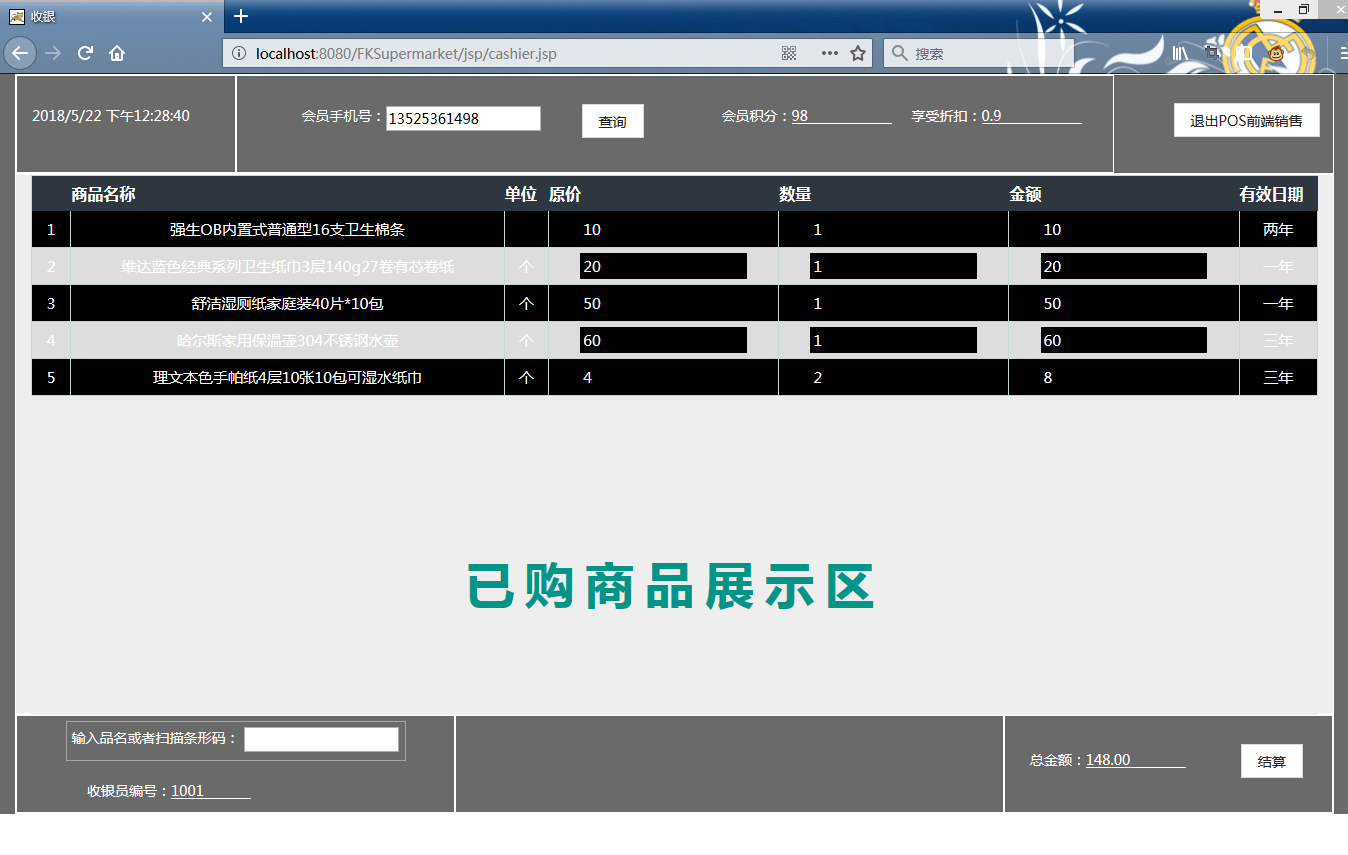 收银
localhost:8080/FKSupermarket/jsp/cashier.jsp
搜索
2018/5/22 下午12:28:40
会员手机号：13525361498
查询
会员积分：98
享受折扣：0.9
退出POS前端销售
商品名称 单位 原价 数量 金额 有效日期
1 强生OB内置式普通型16支卫生棉条 10 1 10 两年
2 维达蓝色经典系列卫生纸巾3层140g27卷有芯卷纸 个 20 1 20 一年
3 舒洁湿厕纸家庭装40片*10包 个 50 1 50 一年
4 哈尔斯家用保温壶304不锈钢水壶 个 60 1 60 三年
5 理文本色手帕纸4层10张10包可湿水纸巾 个 4 2 8 三年
已购商品展示区
输入品名或者扫描条形码：
收银员编号：1001
总金额：148.00
结算